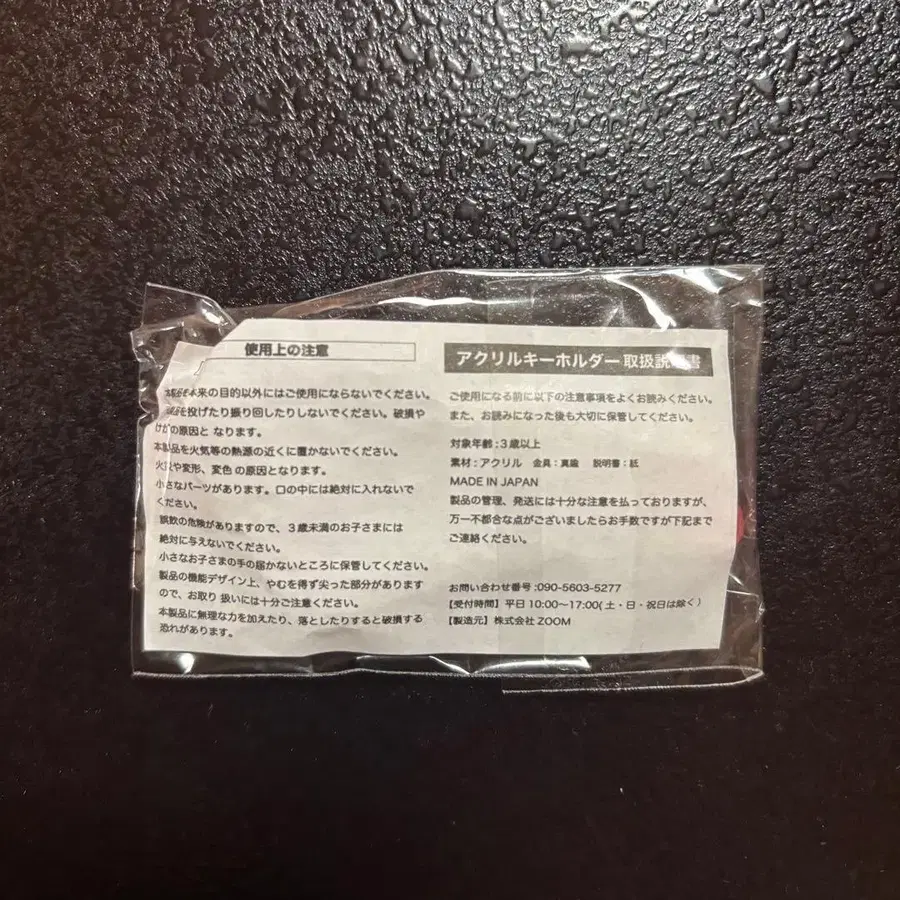 使用上の注意
本製品を本来の目的以外にはご使用にならないでください。
本製品を投げたり振り回したりしないでください。破損や
けがの原因と なります。
本製品を火気等の熱源の近くに置かないでください。
火災や変形、変色 の原因となります。
小さなパーツがあります。口の中には絶対に入れないで
ください。
誤飲の危険がありますので、3歳未満のお子さまには
絶対に与えないでください。
小さなお子さまの手の届かないところに保管してください。
製品の機能デザイン上、やむを得ず尖った部分があります
ので、お取り 扱いには十分ご注意ください。
本製品に無理な力を加えたり、落としたりすると破損する
恐れがあります。
アクリルキーホルダー 取扱説明書
ご使用になる前に以下の注意事項をよくお読みください。
また、お読みになった後も大切に保管してください。
対象年齢:3歳以上
素材:アクリル 金具:真鍮 説明書:紙
MADE IN JAPAN
製品の管理、発送には十分な注意を払っておりますが、
万一不都合な点がございましたらお手数ですが下記まで
ご連絡ください。
お問い合わせ番号:090-5603-5277
【受付時間】平日 10:00〜17:00(土・日・祝日は除く)
【製造元】株式会社 ZOOM